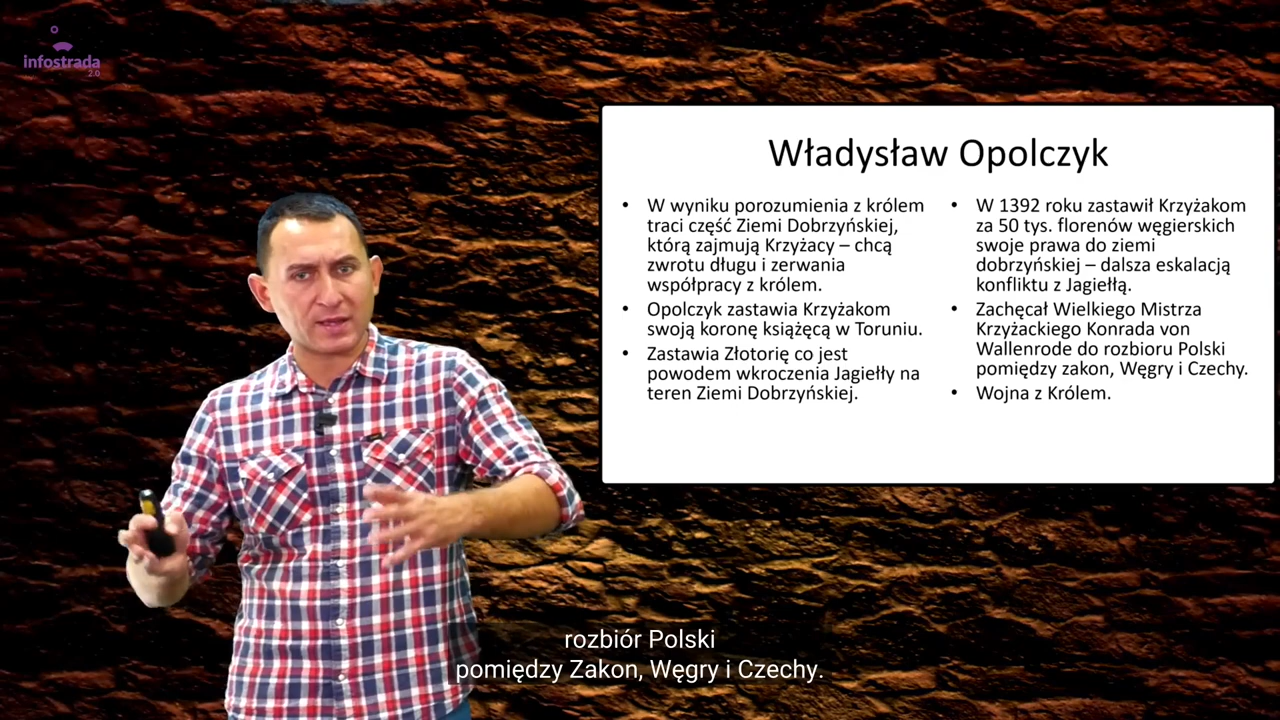 infostrada
2.0
Władysław Opolczyk
• W wyniku porozumienia z królem
traci część Ziemi Dobrzyńskiej,
którą zajmują Krzyżacy – chcą
zwrotu długu i zerwania
współpracy z królem.
• Opolczyk zastawia Krzyżakom
swoją koronę książęcą w Toruniu.
• Zastawia Złotorię co jest
powodem wkroczenia Jagiełły na
teren Ziemi Dobrzyńskiej.
• W 1392 roku zastawił Krzyżakom
za 50 tys. florenów węgierskich
swoje prawa do ziemi
dobrzyńskiej – dalsza eskalacją
konfliktu z Jagiełłą.
• Zachęcał Wielkiego Mistrza
Krzyżackiego Konrada von
Wallenrode do rozbioru Polski
pomiędzy zakon, Węgry i Czechy.
• Wojna z Królem.
rozbiór Polski
pomiędzy Zakon, Węgry i Czechy.